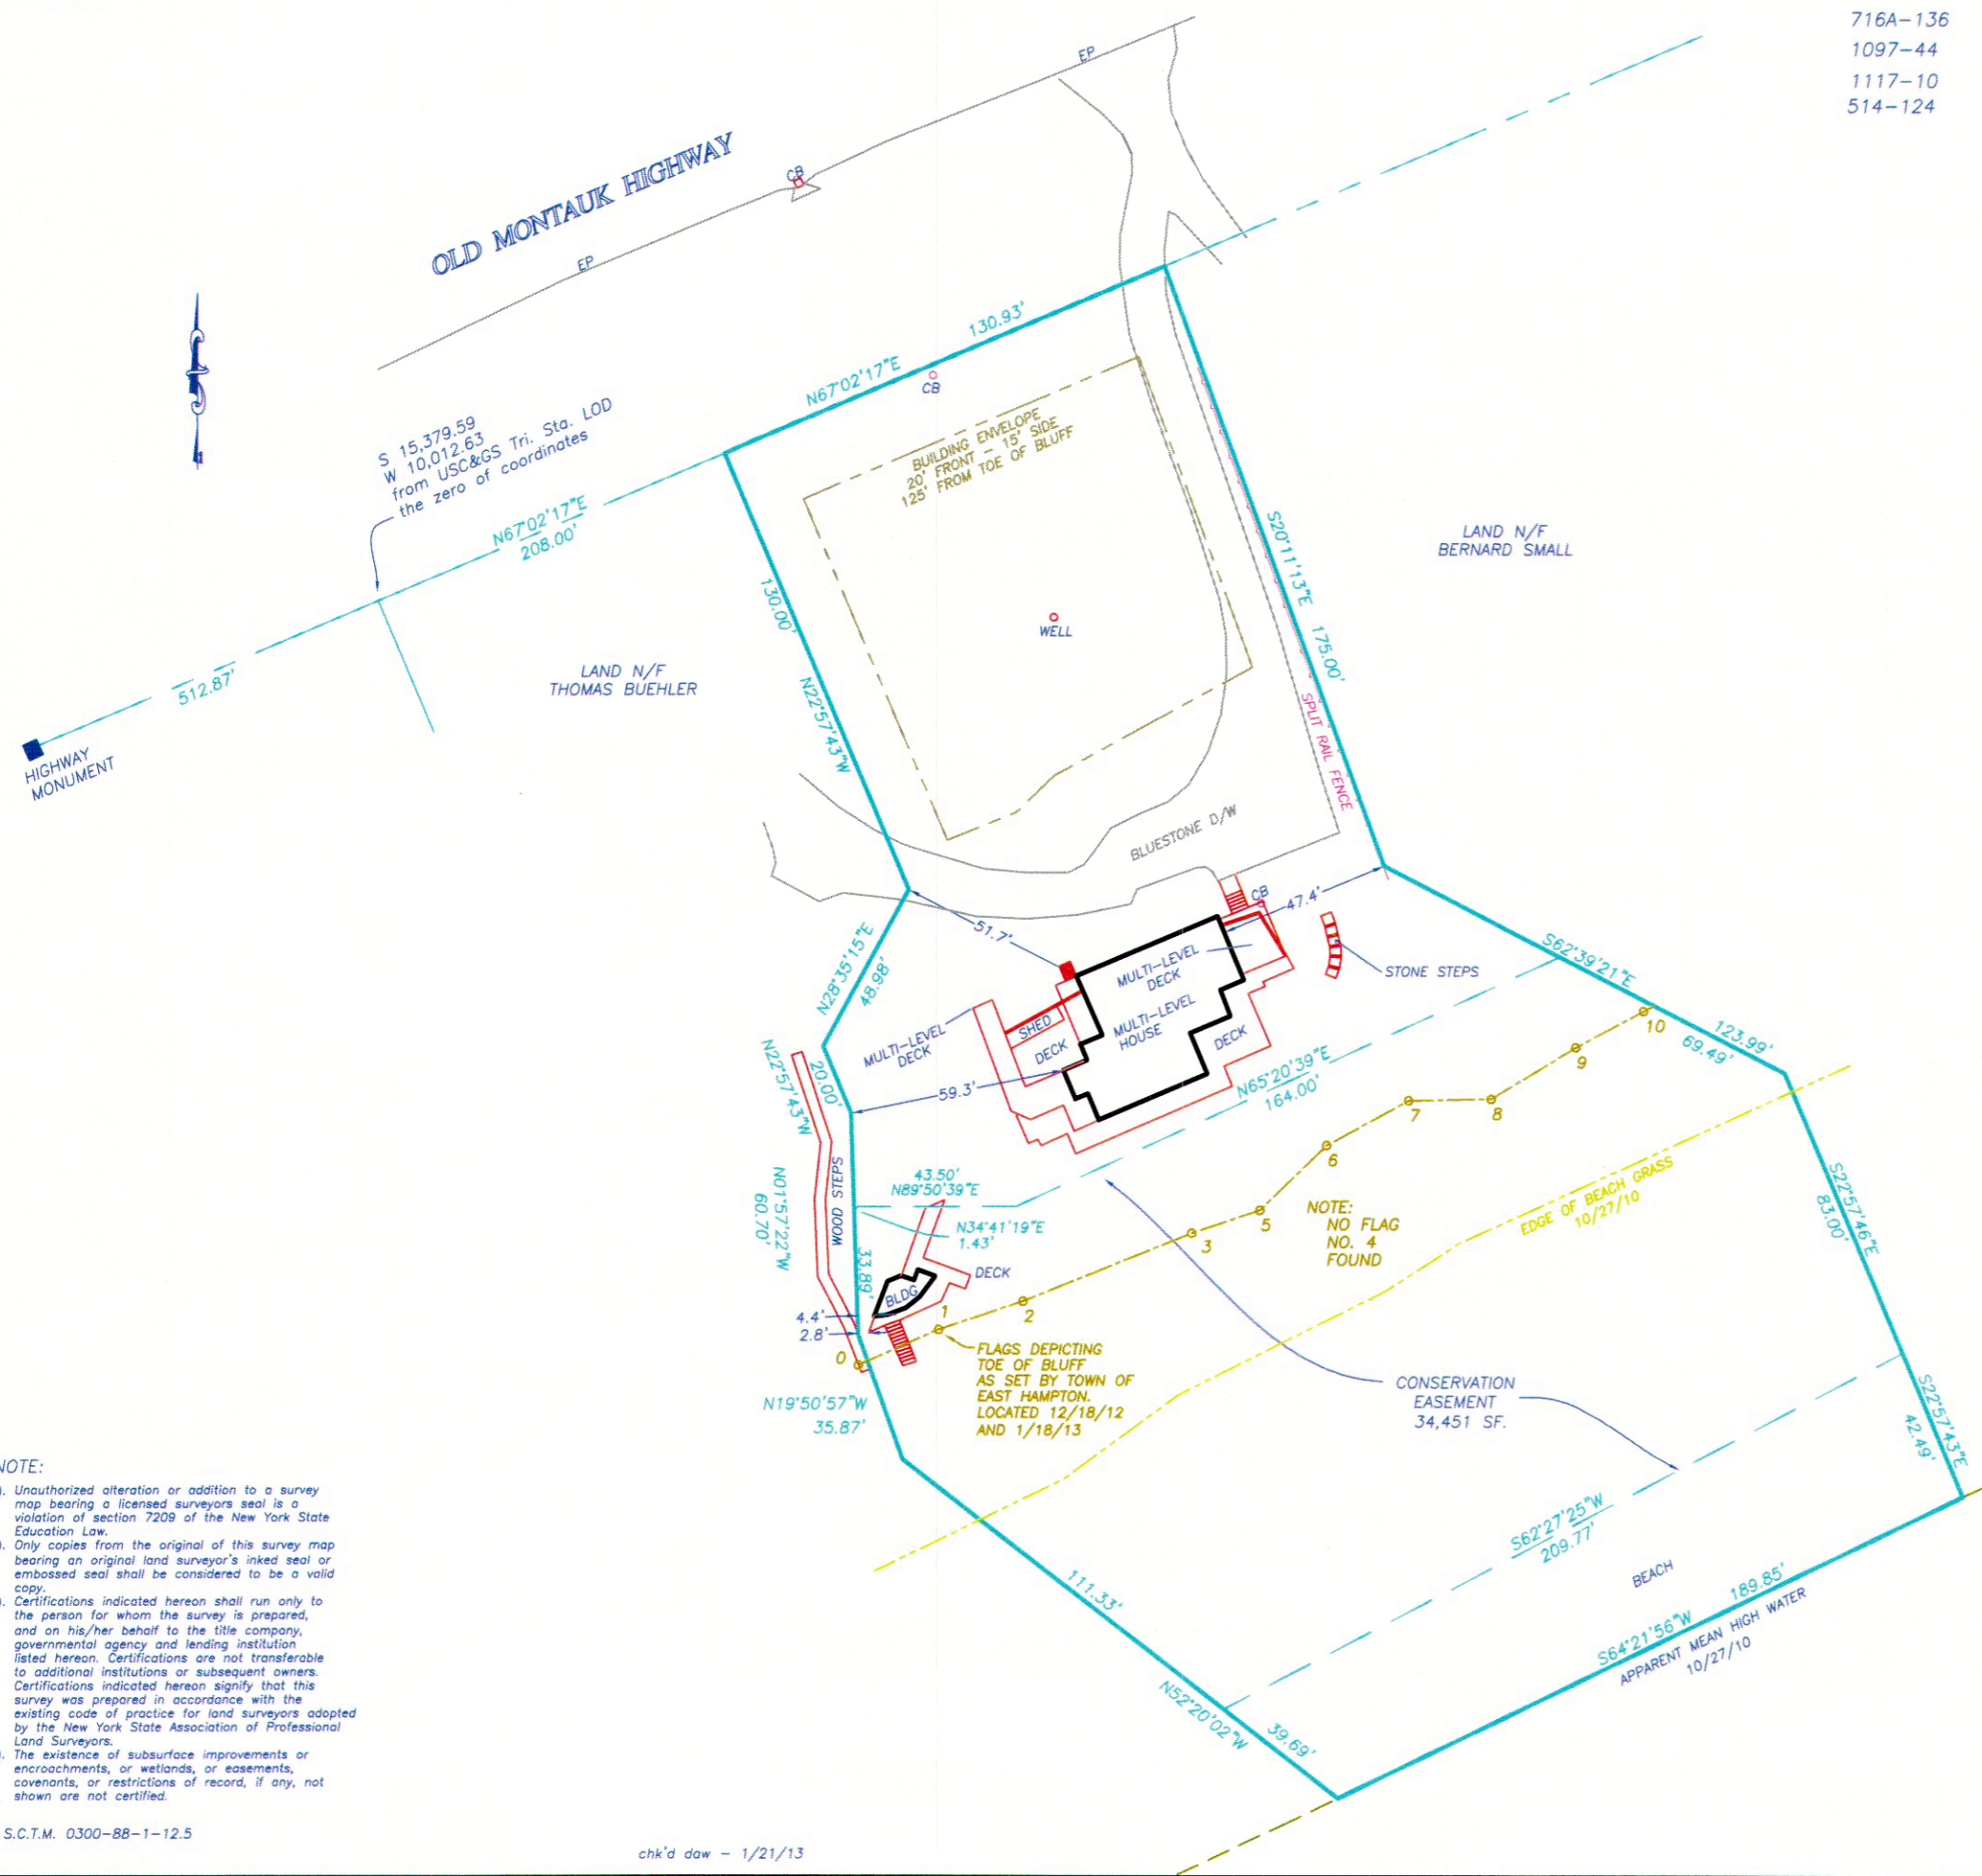 716A-136
1097-44
1117-10
514-124
EP
CB
OLD MONTAUK HIGHWAY
EP
130.93'
N67°02'17"E
CB
BUILDING ENVELOPE
20' FRONT - 15' SIDE
125' FROM TOE OF BLUFF
S 15,379.59
W 10,012.63
from USC&GS Tri. Sta. LOD
the zero of coordinates
N67°02'17"E
208.00'
S20°11'13"E 175.00'
LAND N/F
BERNARD SMALL
130.00'
N22°57'43"W
WELL
LAND N/F
THOMAS BUEHLER
512.87'
HIGHWAY
MONUMENT
SPLIT RAIL FENCE
BLUESTONE D/W
CB
47.4'
51.7'
N28°35'15"E
48.98'
S62°39'21"E
STONE STEPS
MULTI-LEVEL
DECK
MULTI-LEVEL
HOUSE
SHED
DECK
DECK
MULTI-LEVEL
DECK
10
123.99'
69.49'
9
N22°57'43"W
20.00'
59.3'
N65°20'39"E
164.00'
7
8
6
43.50'
N89°50'39"E
WOOD STEPS
N01°57'22"W
60.70'
N34°41'19"E
1.43'
33.89'
3
5
NOTE:
NO FLAG
NO. 4
FOUND
EDGE OF BEACH GRASS
10/27/10
S22°57'46"E
83.00'
DECK
BLDG
4.4'
2.8'
0
1
2
FLAGS DEPICTING
TOE OF BLUFF
AS SET BY TOWN OF
EAST HAMPTON.
LOCATED 12/18/12
AND 1/18/13
N19°50'57"W
35.87'
CONSERVATION
EASEMENT
34,451 SF.
S22°57'43"E
42.49'
S62°27'25"W
209.77'
BEACH
189.85'
S64°21'56"W
APPARENT MEAN HIGH WATER
10/27/10
111.33'
N52°20'02"W
39.69'
NOTE:
. Unauthorized alteration or addition to a survey
map bearing a licensed surveyors seal is a
violation of section 7209 of the New York State
Education Law.
. Only copies from the original of this survey map
bearing an original land surveyor's inked seal or
embossed seal shall be considered to be a valid
copy.
. Certifications indicated hereon shall run only to
the person for whom the survey is prepared,
and on his/her behalf to the title company,
governmental agency and lending institution
listed hereon. Certifications are not transferable
to additional institutions or subsequent owners.
Certifications indicated hereon signify that this
survey was prepared in accordance with the
existing code of practice for land surveyors adopted
by the New York State Association of Professional
Land Surveyors.
. The existence of subsurface improvements or
encroachments, or wetlands, or easements,
covenants, or restrictions of record, if any, not
shown are not certified.
S.C.T.M. 0300-88-1-12.5
chk'd daw - 1/21/13